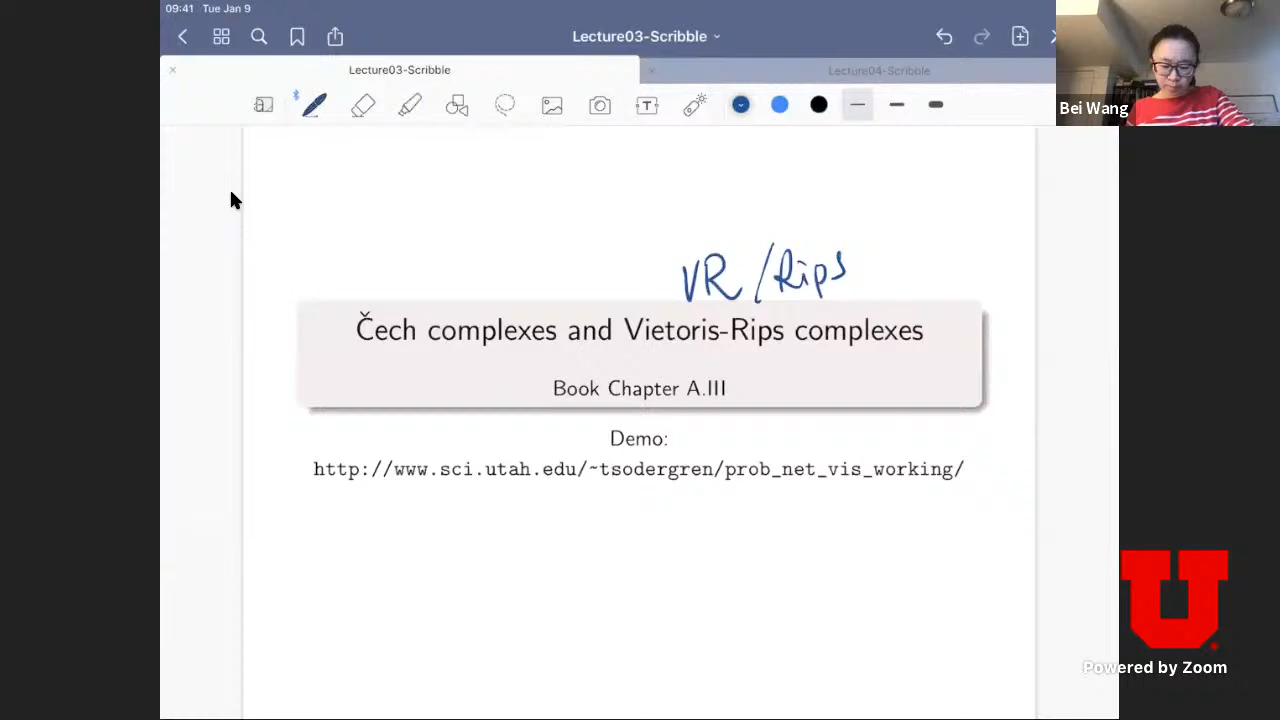 09:41 Tue Jan 9
Lecture03-Scribble
Lecture03-Scribble
Lecture04-Scribble
Bei Wang
T
VR / Rips
Čech complexes and Vietoris-Rips complexes
Book Chapter A.III
Demo:
http://www.sci.utah.edu/~tsodergren/prob_net_vis_working/
U
Powered by Zoom